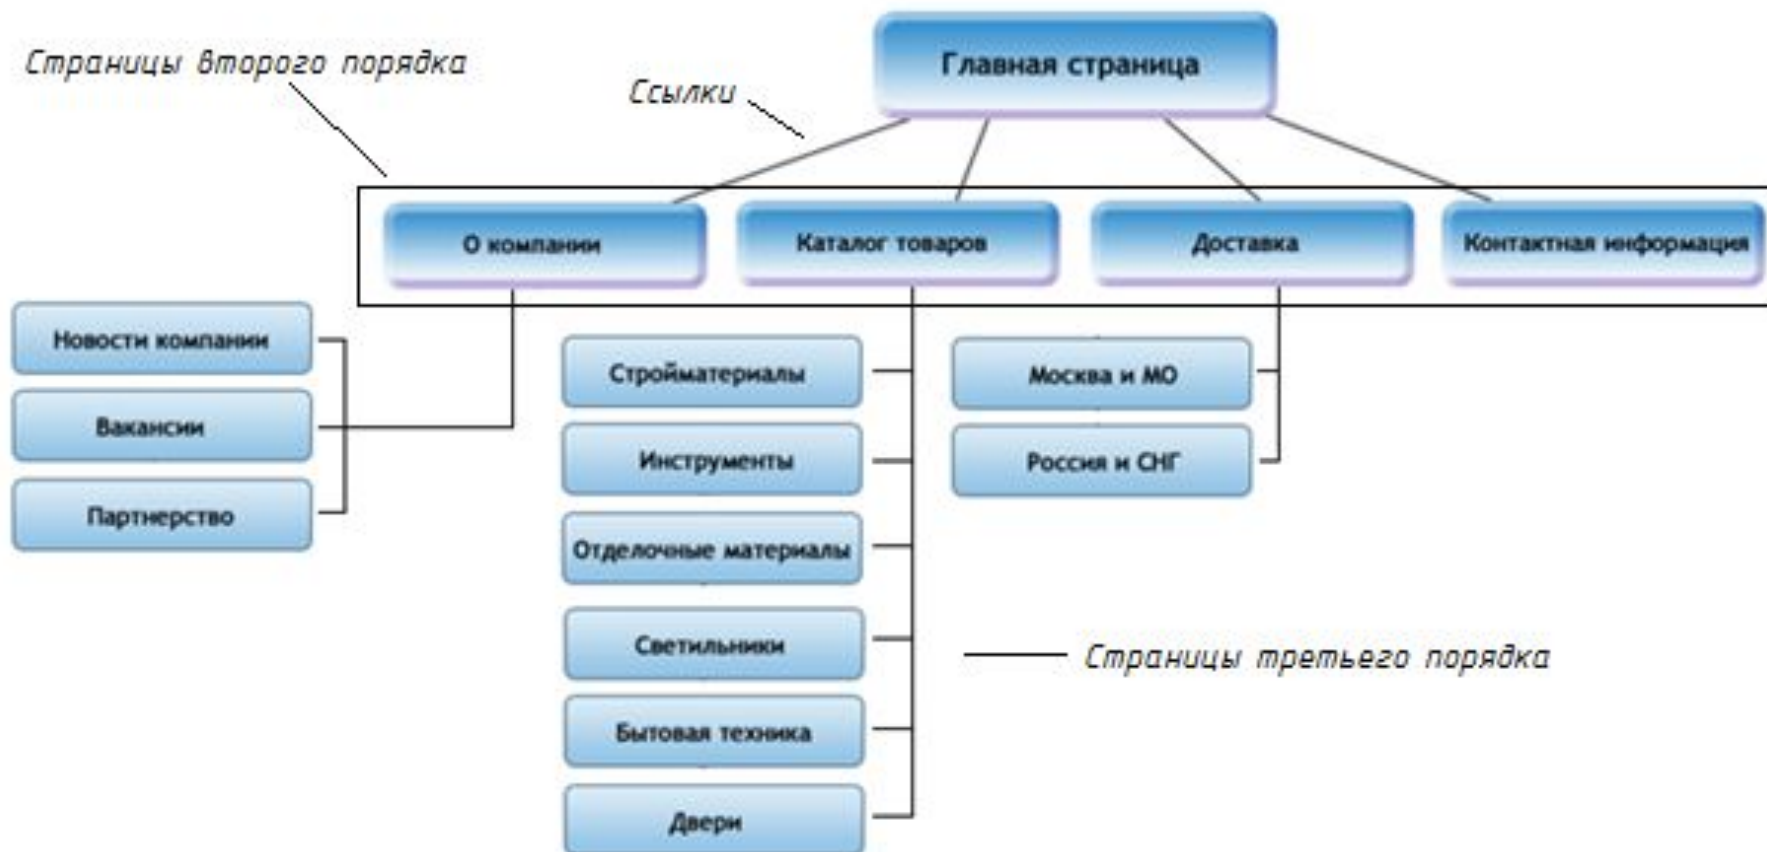 Главная страница
Страницы второго порядка
Ссылки
О компании
Каталог товаров
Доставка
Контактная информация
Новости компании
Вакансии
Партнерство
Стройматериалы
Инструменты
Отделочные материалы
Светильники
Бытовая техника
Двери
Москва и МО
Россия и СНГ
Страницы третьего порядка